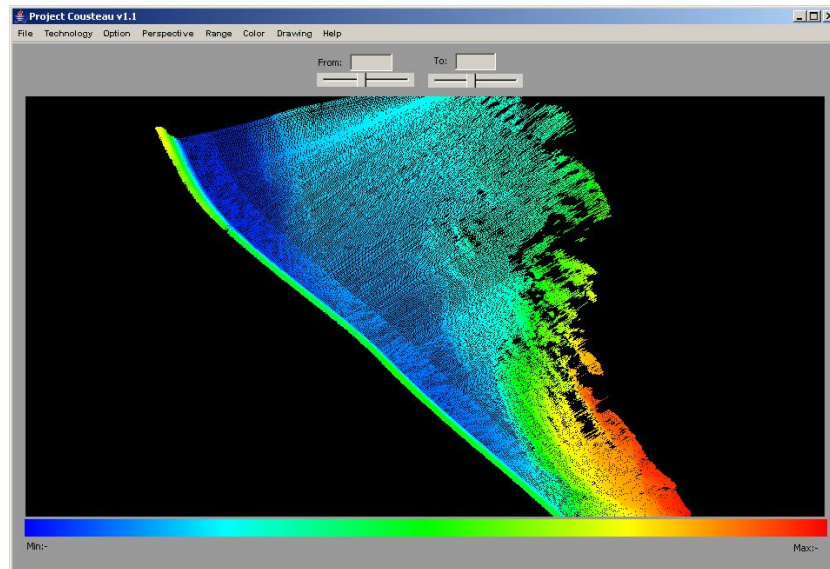 Project Cousteau v1.1
File Technology Option Perspective Range Color Drawing Help
From: To:
Min:- Max:-